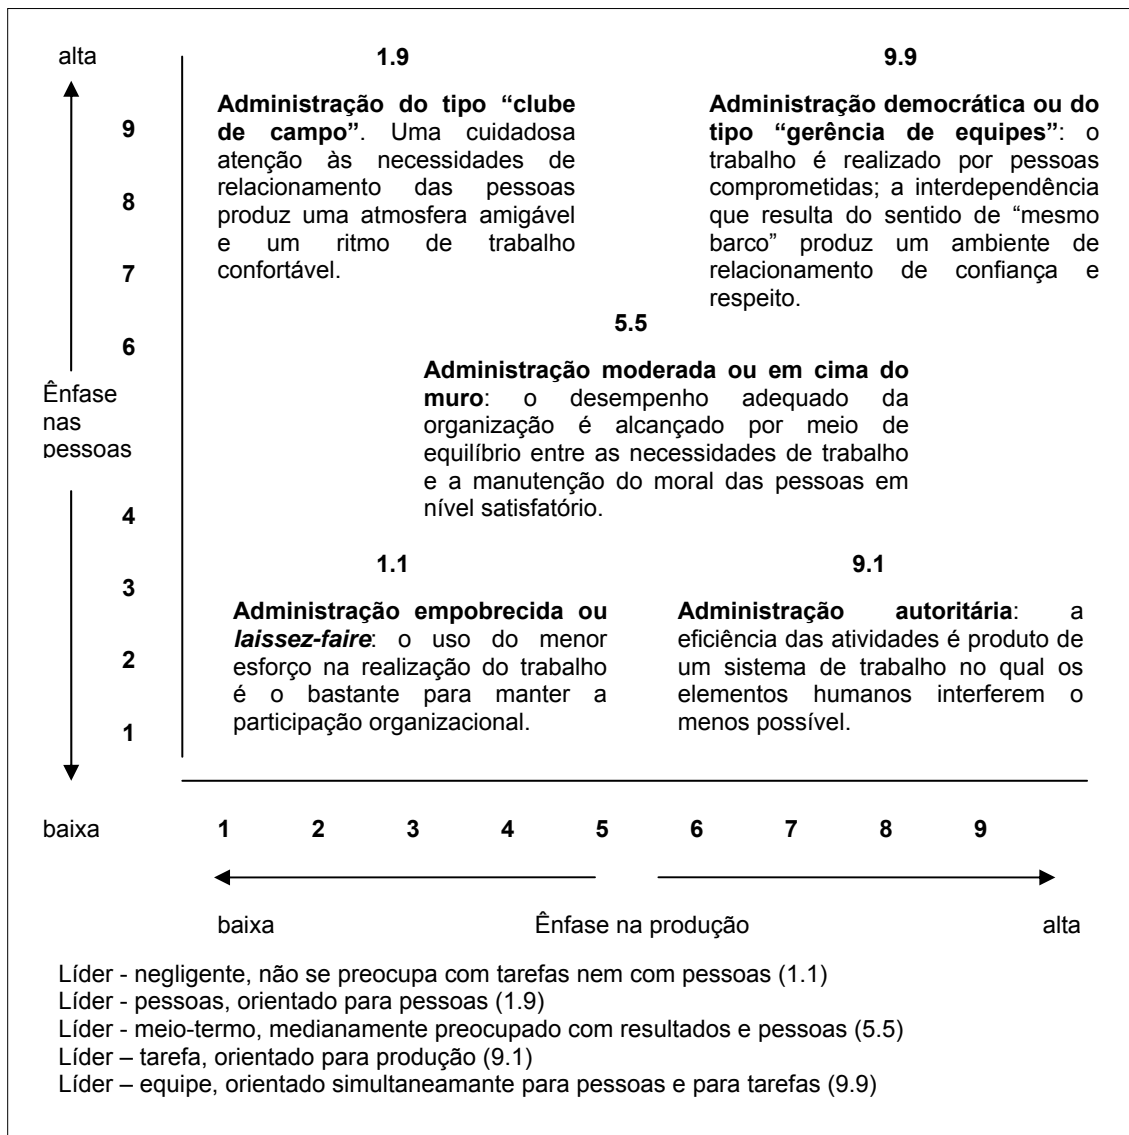 alta
1.9
9.9
9
8
7
6
Ênfase
nas
pessoas
4
3
2
1
baixa
Administração do tipo “clube
de campo”. Uma cuidadosa
atenção às necessidades de
relacionamento das pessoas
produz uma atmosfera amigável
e um ritmo de trabalho
confortável.
Administração democrática ou do
tipo “gerência de equipes”: o
trabalho é realizado por pessoas
comprometidas; a interdependência
que resulta do sentido de “mesmo
barco” produz um ambiente de
relacionamento de confiança e
respeito.
5.5
Administração moderada ou em cima do
muro: o desempenho adequado da
organização é alcançado por meio de
equilíbrio entre as necessidades de trabalho
e a manutenção do moral das pessoas em
nível satisfatório.
1.1
Administração empobrecida ou
laissez-faire: o uso do menor
esforço na realização do trabalho
é o bastante para manter a
participação organizacional.
9.1
Administração autoritária: a
eficiência das atividades é produto de
um sistema de trabalho no qual os
elementos humanos interferem o
menos possível.
1 2 3 4 5 6 7 8 9
baixa Ênfase na produção alta
Líder - negligente, não se preocupa com tarefas nem com pessoas (1.1)
Líder - pessoas, orientado para pessoas (1.9)
Líder - meio-termo, medianamente preocupado com resultados e pessoas (5.5)
Líder – tarefa, orientado para produção (9.1)
Líder – equipe, orientado simultaneamante para pessoas e para tarefas (9.9)